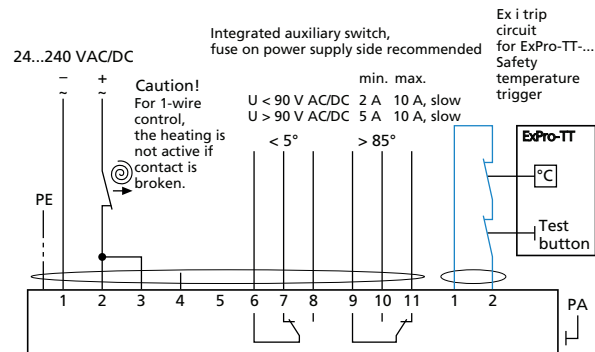 24...240 VAC/DC
– +
~ ~
Caution!
For 1-wire
control,
the heating is
not active if
contact is
broken.
PE
Integrated auxiliary switch,
fuse on power supply side recommended
min. max.
U < 90 V AC/DC 2 A 10 A, slow
U > 90 V AC/DC 5 A 10 A, slow
< 5° > 85°
Ex i trip
circuit
for ExPro-TT-...
Safety
temperature
trigger
ExPro-TT
°C
Test
button
1 2 3 4 5 6 7 8 9 10 11 1 2
PA